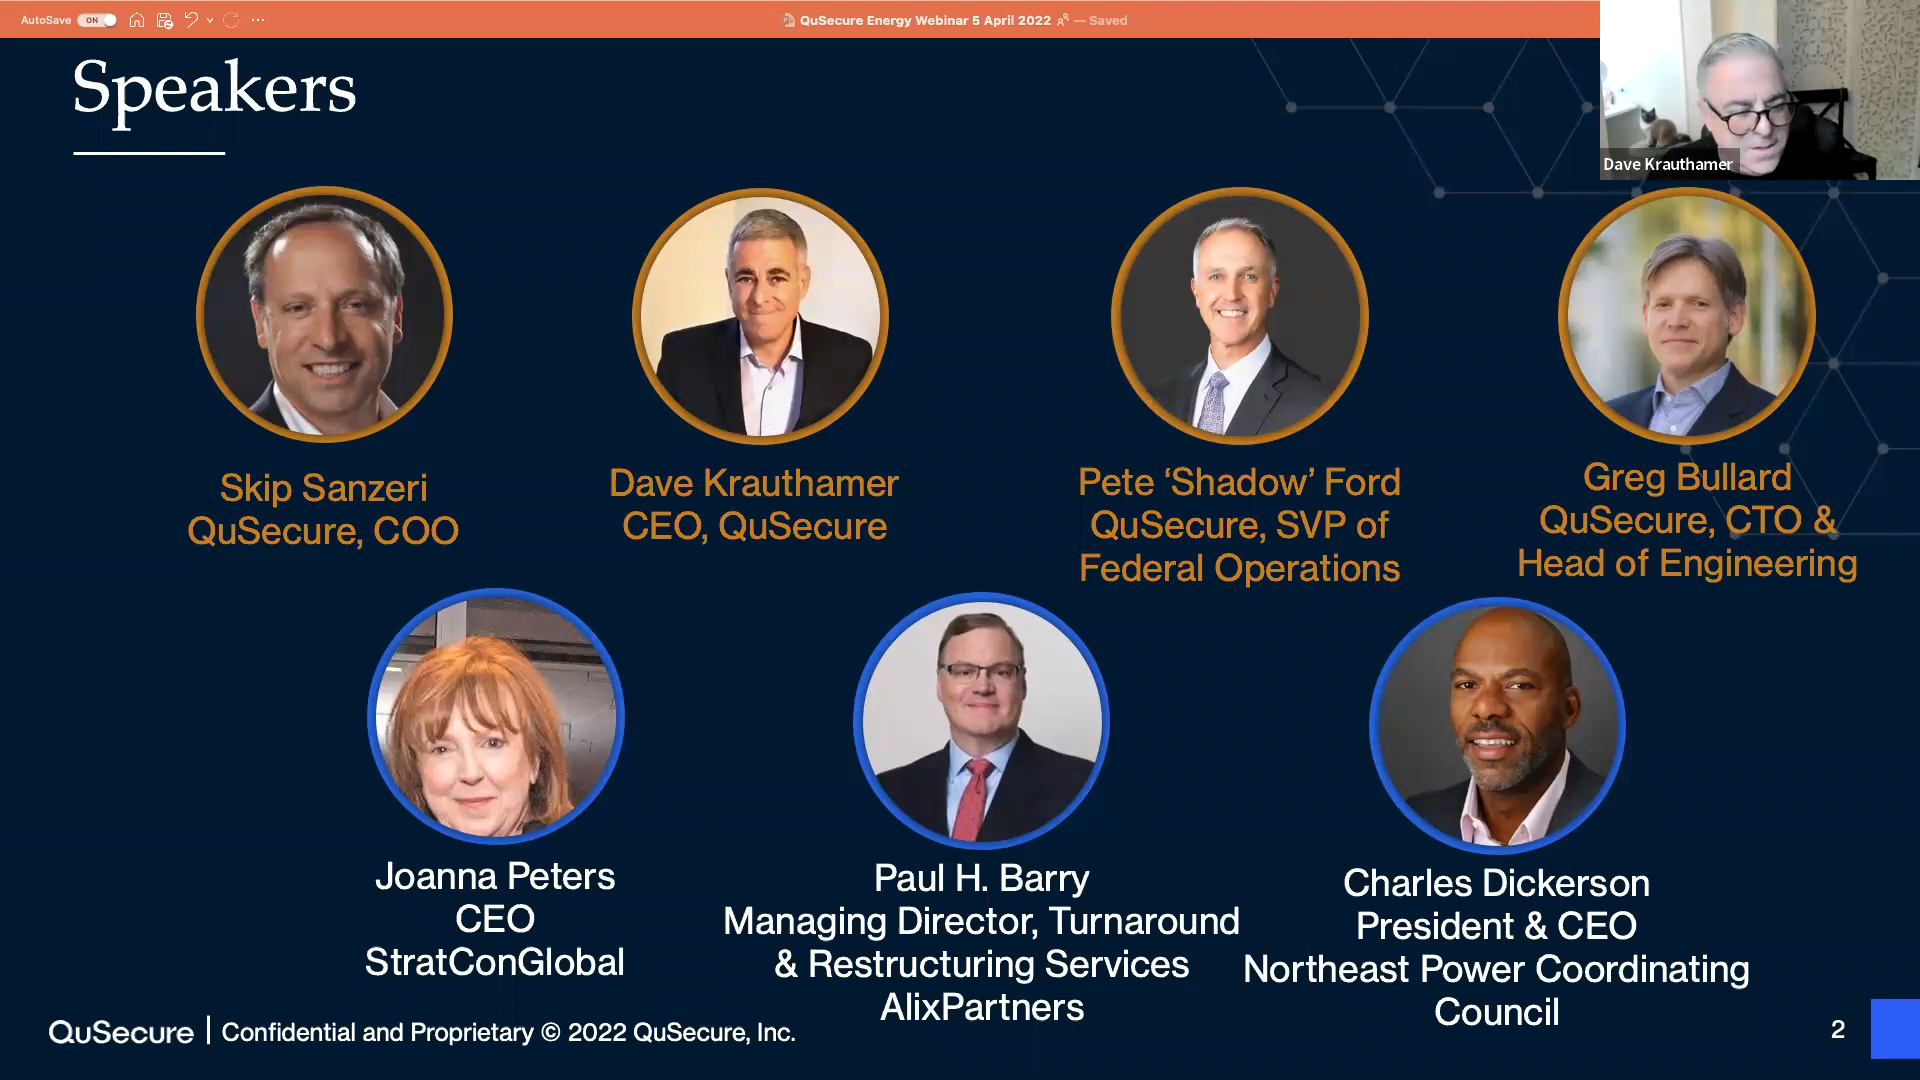 AutoSave ON
QuSecure Energy Webinar 5 April 2022 — Saved
Speakers
Dave Krauthamer
Skip Sanzeri
QuSecure, COO
Dave Krauthamer
CEO, QuSecure
Pete ‘Shadow’ Ford
QuSecure, SVP of
Federal Operations
Greg Bullard
QuSecure, CTO &
Head of Engineering
Joanna Peters
CEO
StratConGlobal
Paul H. Barry
Managing Director, Turnaround
& Restructuring Services
AlixPartners
Charles Dickerson
President & CEO
Northeast Power Coordinating
Council
QuSecure | Confidential and Proprietary © 2022 QuSecure, Inc.
2